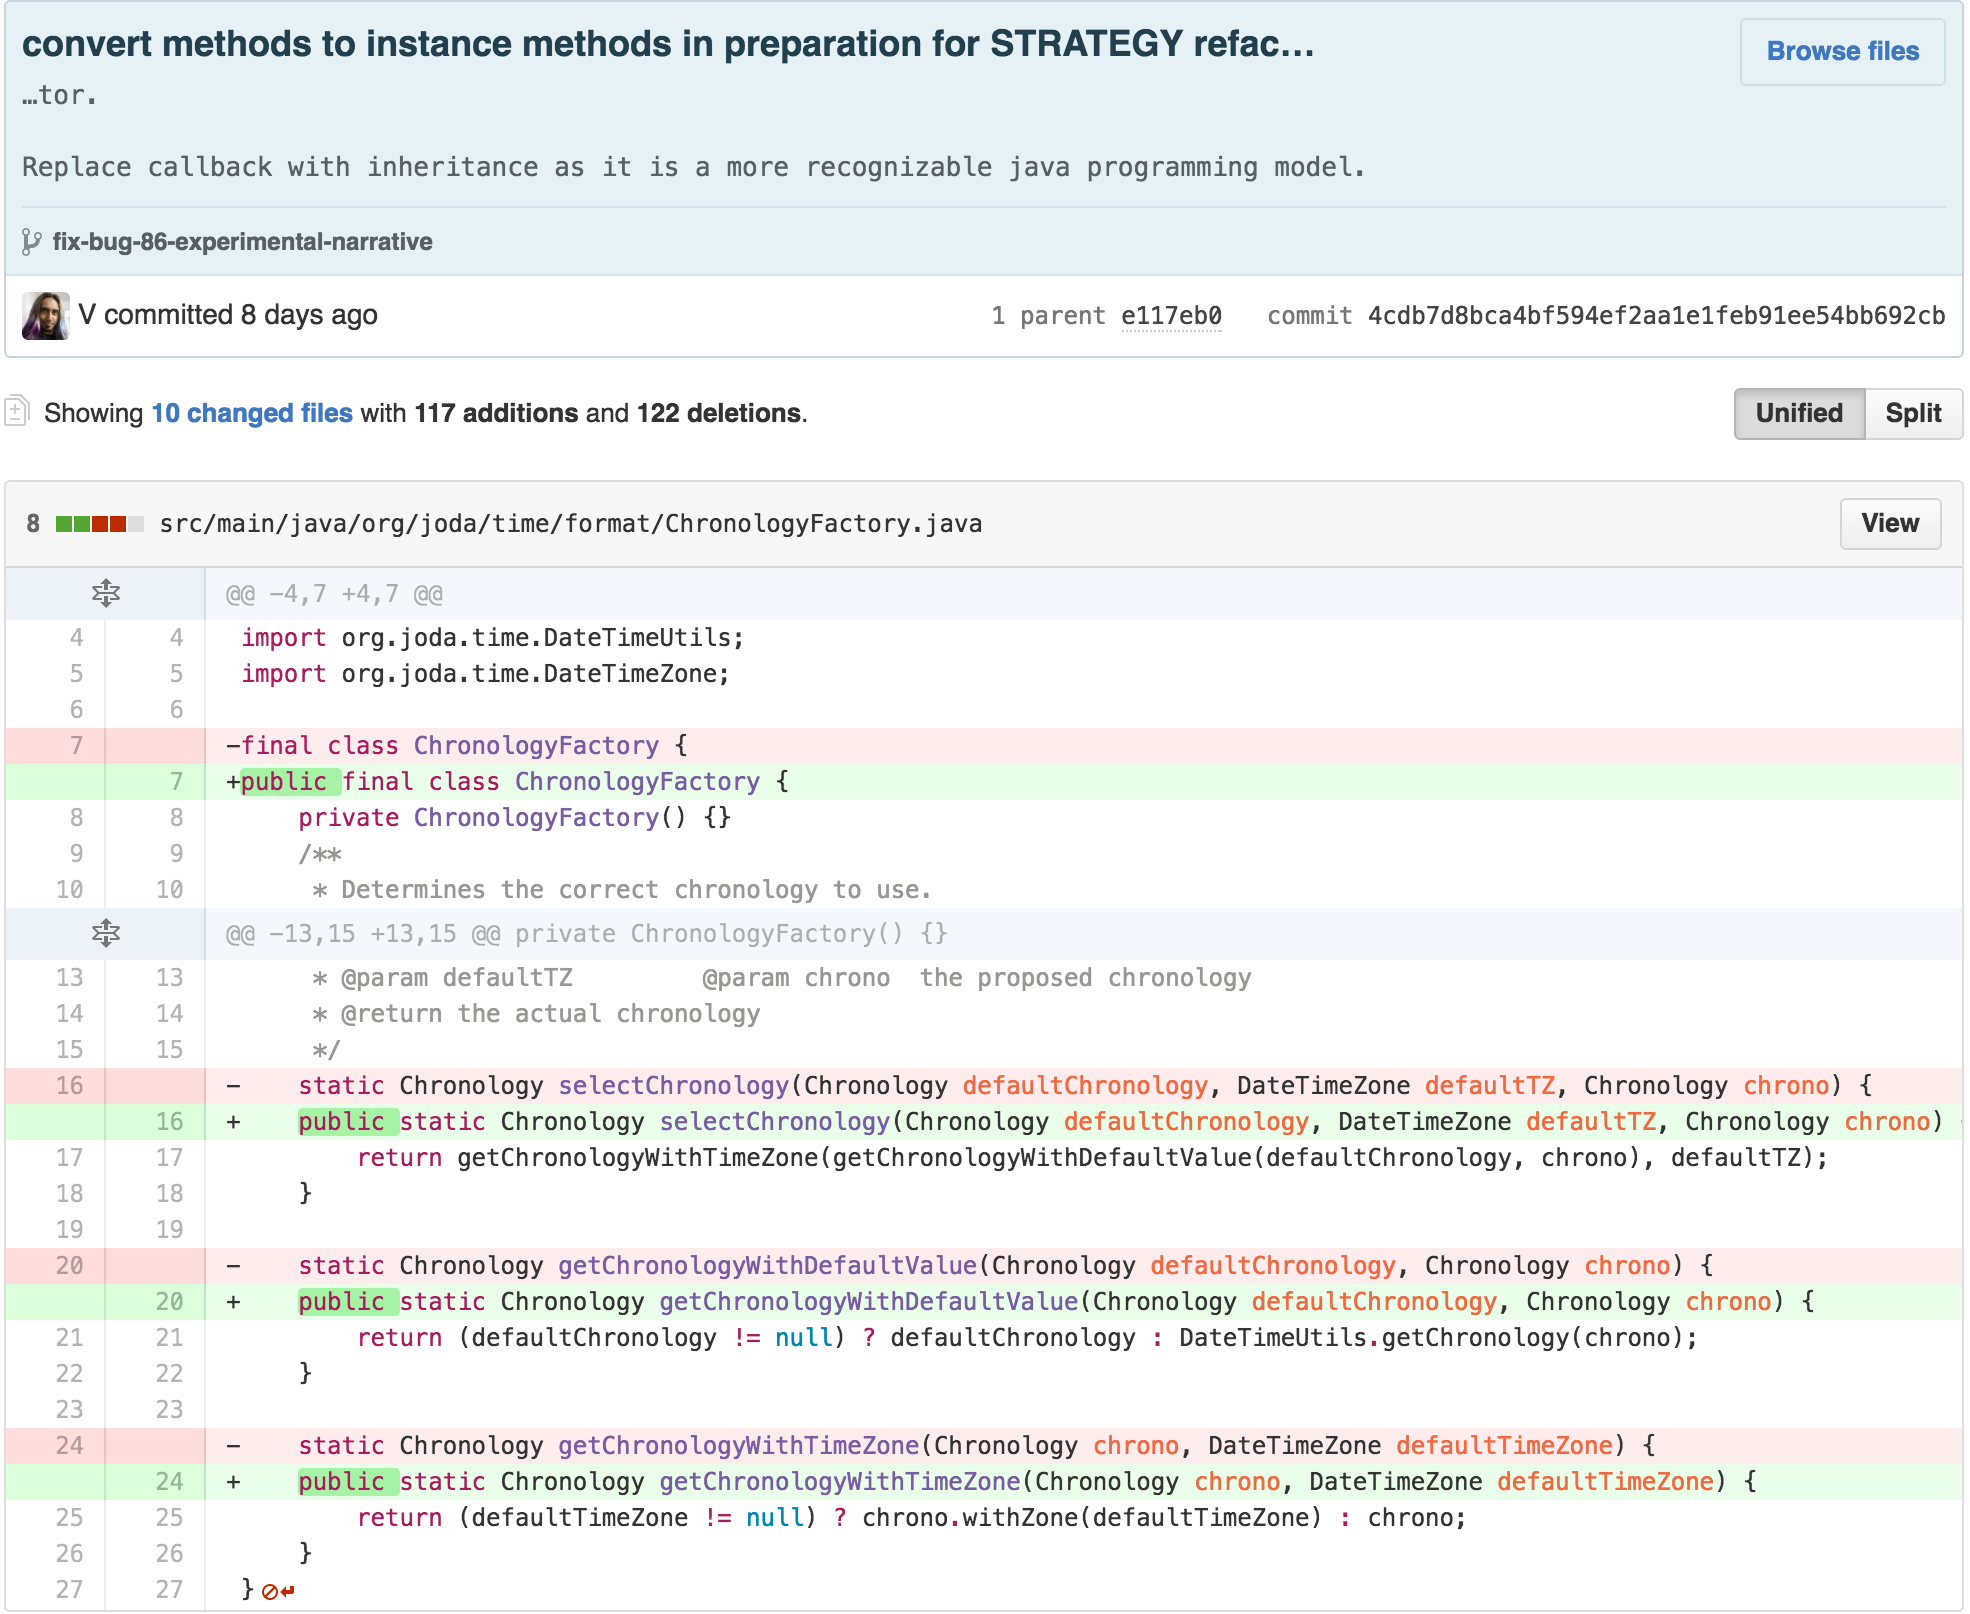 convert methods to instance methods in preparation for STRATEGY refac…
Browse files
…tor.
Replace callback with inheritance as it is a more recognizable java programming model.
fix-bug-86-experimental-narrative
V committed 8 days ago
1 parent e117eb0 commit 4cdb7d8bca4bf594ef2aa1e1feb91ee54bb692cb
Showing 10 changed files with 117 additions and 122 deletions.
Unified Split
8 src/main/java/org/joda/time/format/ChronologyFactory.java
View
@@ -4,7 +4,7 @@
4 4 import org.joda.time.DateTimeUtils;
5 5 import org.joda.time.DateTimeZone;
6 6
7 -final class ChronologyFactory {
7 +public final class ChronologyFactory {
8 8 private ChronologyFactory() {}
9 9 /**
10 10 * Determines the correct chronology to use.
@@ -13,15 +13,15 @@ private ChronologyFactory() {}
13 13 * @param defaultTZ         @param chrono  the proposed chronology
14 14 * @return the actual chronology
15 15 */
16 - static Chronology selectChronology(Chronology defaultChronology, DateTimeZone defaultTZ, Chronology chrono) {
16 + public static Chronology selectChronology(Chronology defaultChronology, DateTimeZone defaultTZ, Chronology chrono)
17 17 return getChronologyWithTimeZone(getChronologyWithDefaultValue(defaultChronology, chrono), defaultTZ);
18 18 }
19 19
20 - static Chronology getChronologyWithDefaultValue(Chronology defaultChronology, Chronology chrono) {
20 + public static Chronology getChronologyWithDefaultValue(Chronology defaultChronology, Chronology chrono) {
21 21 return (defaultChronology != null) ? defaultChronology : DateTimeUtils.getChronology(chrono);
22 22 }
23 23
24 - static Chronology getChronologyWithTimeZone(Chronology chrono, DateTimeZone defaultTimeZone) {
24 + public static Chronology getChronologyWithTimeZone(Chronology chrono, DateTimeZone defaultTimeZone) {
25 25 return (defaultTimeZone != null) ? chrono.withZone(defaultTimeZone) : chrono;
26 26 }
27 27 }